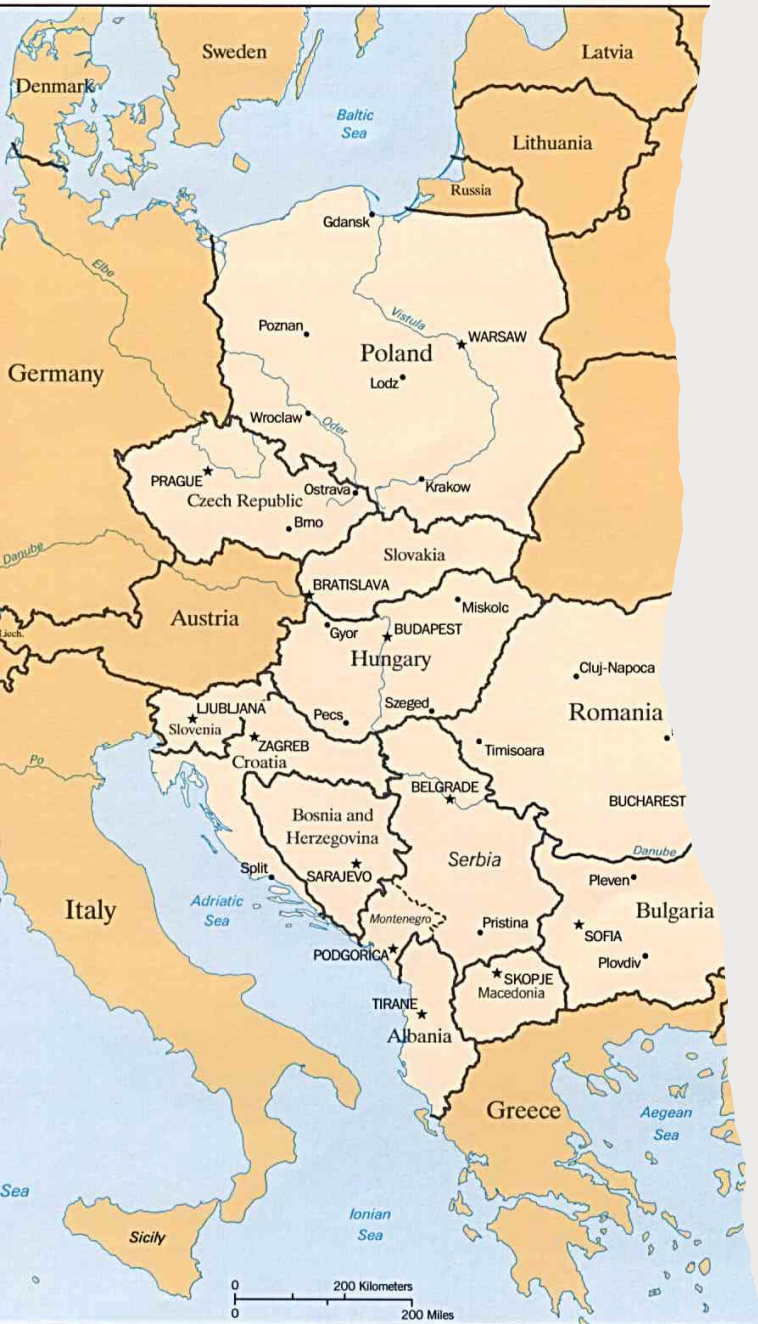 Sweden
Latvia
Denmark
Baltic
Sea
Lithuania
Russia
Gdansk
Elbe
Vistula
Poznan
WARSAW
Poland
Germany
Lodz
Wroclaw
Oder
PRAGUE
Ostrava
Krakow
Czech Republic
Brno
Danube
Slovakia
BRATISLAVA
Miskolc
Austria
Liech.
Gyor
BUDAPEST
Hungary
Cluj-Napoca
LJUBLJANA
Szeged
Romania
Pecs
Slovenia
ZAGREB
Timisoara
Po
Croatia
BELGRADE
BUCHAREST
Bosnia and
Herzegovina
Danube
Serbia
Split
SARAJEVO
Pleven
Adriatic
Sea
Italy
Montenegro
Pristina
Bulgaria
SOFIA
PODGORICA
Plovdiv
SKOPJE
Macedonia
TIRANE
Albania
Greece
Aegean
Sea
Sea
Ionian
Sea
Sicily
0 200 Kilometers
0 200 Miles